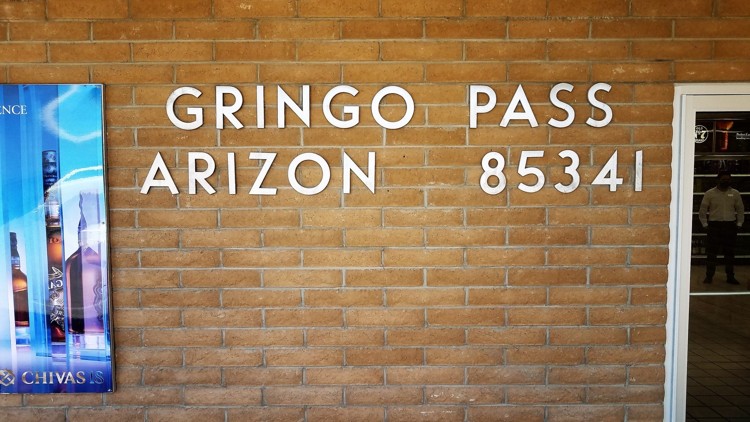 ENCE
GRINGO PASS
ARIZON 85341
CHIVAS